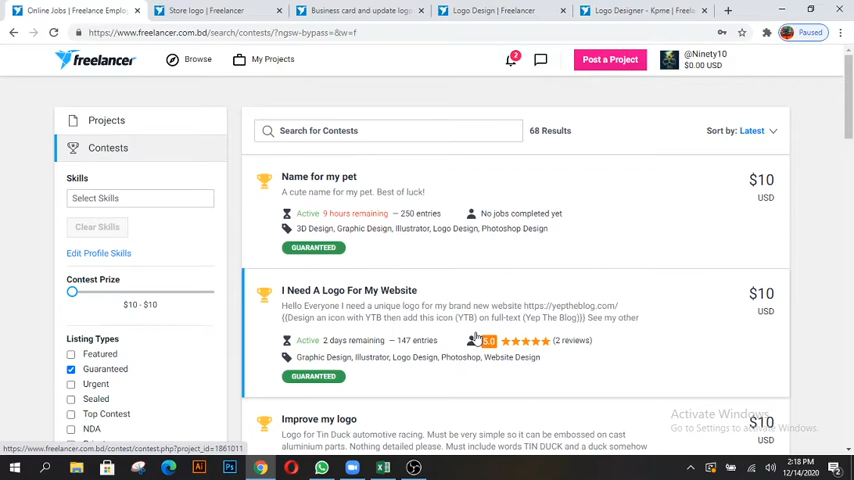 Online Jobs | Freelance Employ
Store logo | Freelancer
Business card and update logo
Logo Design | Freelancer
Logo Designer - Kpme | Freela
https://www.freelancer.com.bd/search/contests/?ngsw-bypass=&w=f
Paused
freelancer
Browse
My Projects
2
Post a Project
@Ninety10
$0.00 USD
Projects
Contests
Skills
Select Skills
Clear Skills
Edit Profile Skills
Contest Prize
$10 - $10
Listing Types
Featured
Guaranteed
Urgent
Sealed
Top Contest
NDA
Search for Contests
68 Results
Sort by: Latest
Name for my pet
A cute name for my pet. Best of luck!
Active 9 hours remaining — 250 entries
No jobs completed yet
3D Design, Graphic Design, Illustrator, Logo Design, Photoshop Design
GUARANTEED
$10
USD
I Need A Logo For My Website
Hello Everyone I need a unique logo for my brand new website https://yeptheblog.com/
{{Design an icon with YTB then add this icon (YTB) on full-text (Yep The Blog)}} See my other
Active 2 days remaining — 147 entries
5.0
(2 reviews)
Graphic Design, Illustrator, Logo Design, Photoshop, Website Design
GUARANTEED
$10
USD
Improve my logo
Logo for Tin Duck automotive racing. Must be very simple so it can be embossed on cast
aluminium parts. Nothing detailed please. Must include words TIN DUCK and a duck somewhere
$10
USD
Activate Windows
Go to Settings to activate Windows.
https://www.freelancer.com.bd/contest/contest.php?project_id=1861011
2:18 PM
12/14/2020
2